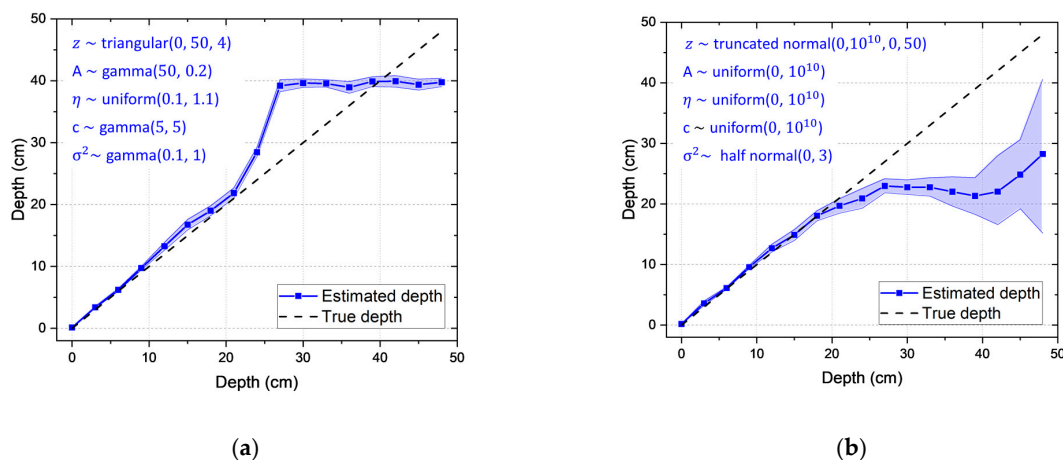 50
40
30
20
10
0
Depth (cm)
z ~ triangular(0, 50, 4)
A ~ gamma(50, 0.2)
η ~ uniform(0.1, 1.1)
c ~ gamma(5, 5)
σ²~ gamma(0.1, 1)
Estimated depth
True depth
0 10 20 30 40 50
Depth (cm)
(a)
50
40
30
20
10
0
Depth (cm)
z ~ truncated normal(0,10¹⁰, 0, 50)
A ~ uniform(0, 10¹⁰)
η ~ uniform(0, 10¹⁰)
c ~ uniform(0, 10¹⁰)
σ²~ half normal(0, 3)
Estimated depth
True depth
0 10 20 30 40 50
Depth (cm)
(b)